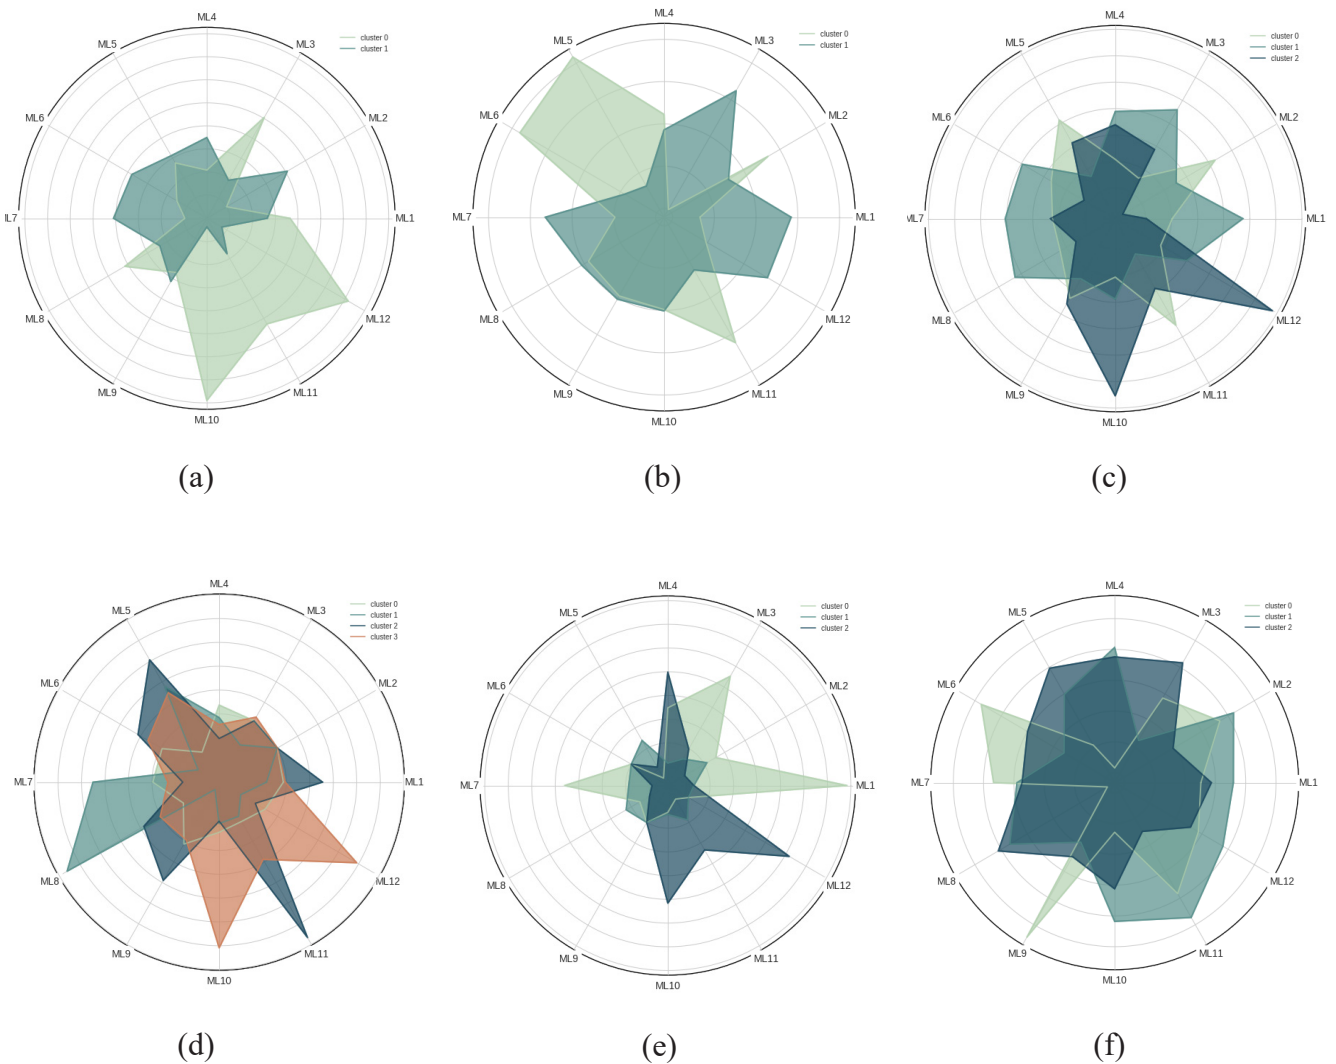 ML4
ML5
ML3
ML6
ML2
IL7
ML1
ML8
ML12
ML9
ML11
ML10
cluster 0
cluster 1
(a)
ML4
ML5
ML3
ML6
ML2
ML7
ML1
ML8
ML12
ML9
ML11
ML10
cluster 0
cluster 1
(b)
ML4
ML5
ML3
ML6
ML2
ML7
ML1
ML8
ML12
ML9
ML11
ML10
cluster 0
cluster 1
cluster 2
(c)
ML4
ML5
ML3
ML6
ML2
ML7
ML1
ML8
ML12
ML9
ML11
ML10
cluster 0
cluster 1
cluster 2
cluster 3
(d)
ML4
ML5
ML3
ML6
ML2
ML7
ML1
ML8
ML12
ML9
ML11
ML10
cluster 0
cluster 1
cluster 2
(e)
ML4
ML5
ML3
ML6
ML2
ML7
ML1
ML8
ML12
ML9
ML11
ML10
cluster 0
cluster 1
cluster 2
(f)